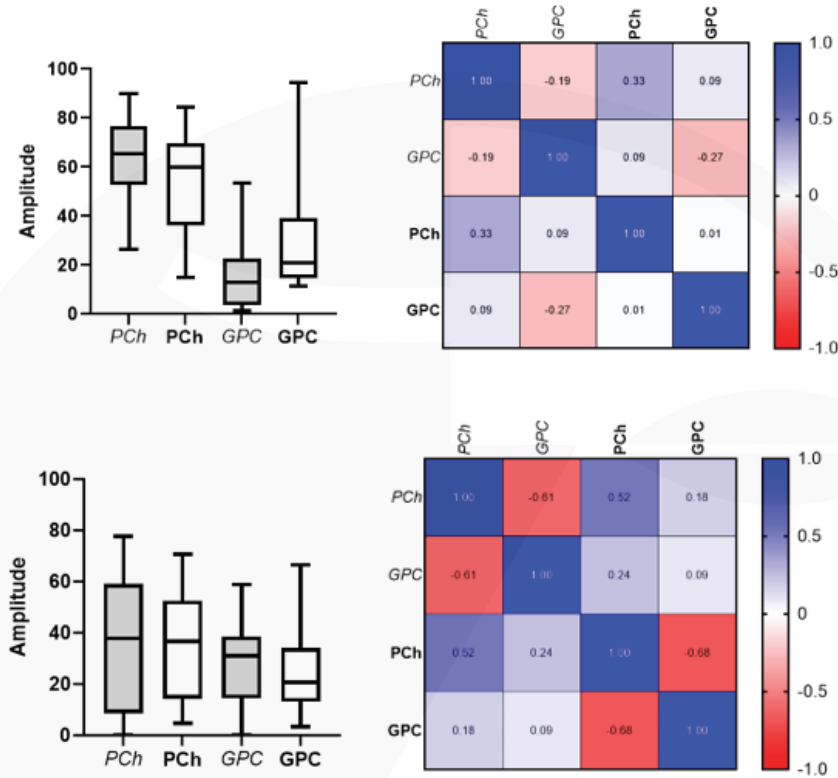 PCh GPC **PCh** **GPC**
100
80
60
40
20
0
Amplitude
PCh PCh GPC GPC
PCh 1.00 -0.19 0.33 0.09
GPC -0.19 1.00 0.09 -0.27
PCh 0.33 0.09 1.00 0.01
GPC 0.09 -0.27 0.01 1.00
1.0
0.5
0
-0.5
-1.0
PCh GPC PCh GPC
100
80
60
40
20
0
Amplitude
PCh PCh GPC GPC
PCh 1.00 -0.61 0.52 0.18
GPC -0.61 1.00 0.24 0.09
PCh 0.52 0.24 1.00 -0.68
GPC 0.18 0.09 -0.68 1.00
1.0
0.5
0
-0.5
-1.0